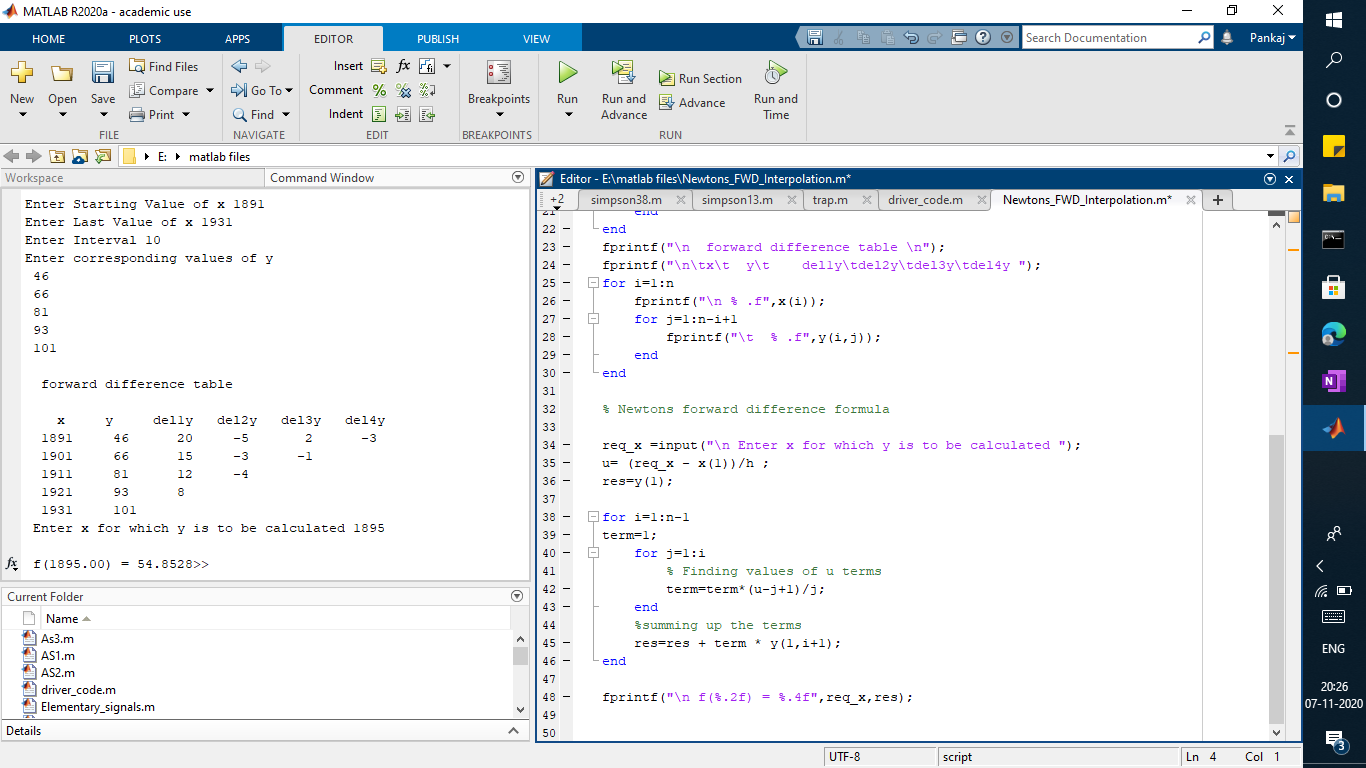 MATLAB R2020a - academic use
HOME PLOTS APPS EDITOR PUBLISH VIEW
Search Documentation
Pankaj
New Open Save
Find Files
Compare
Print
FILE
Go To
Find
NAVIGATE
Insert fx
Comment % %
Indent
EDIT
Breakpoints
BREAKPOINTS
Run
Run and Advance
Run Section
Advance
Run and Time
RUN
E: matlab files
Workspace
Command Window
Enter Starting Value of x 1891
Enter Last Value of x 1931
Enter Interval 10
Enter corresponding values of y
46
66
81
93
101
forward difference table
x y del1y del2y del3y del4y
1891 46 20 -5 2 -3
1901 66 15 -3 -1
1911 81 12 -4
1921 93 8
1931 101
Enter x for which y is to be calculated 1895
fx f(1895.00) = 54.8528>>
Current Folder
Name
As3.m
AS1.m
AS2.m
driver_code.m
Elementary_signals.m
Details
Editor - E:\matlab files\Newtons_FWD_Interpolation.m*
+2 simpson38.m simpson13.m trap.m driver_code.m Newtons_FWD_Interpolation.m* +
21 end
22 end
23 fprintf("\n  forward difference table \n");
24 fprintf("\n\tx\t  y\t    del1y\tdel2y\tdel3y\tdel4y ");
25 for i=1:n
26 fprintf("\n % .f",x(i));
27 for j=1:n-i+1
28 fprintf("\t  % .f",y(i,j));
29 end
30 end
31
32 % Newtons forward difference formula
33
34 req_x =input("\n Enter x for which y is to be calculated ");
35 u= (req_x - x(1))/h ;
36 res=y(1);
37
38 for i=1:n-1
39 term=1;
40 for j=1:i
41 % Finding values of u terms
42 term=term*(u-j+1)/j;
43 end
44 %summing up the terms
45 res=res + term * y(1,i+1);
46 end
47
48 fprintf("\n f(%.2f) = %.4f",req_x,res);
49
50
UTF-8 script Ln 4 Col 1
N
ENG
20:26
07-11-2020
3